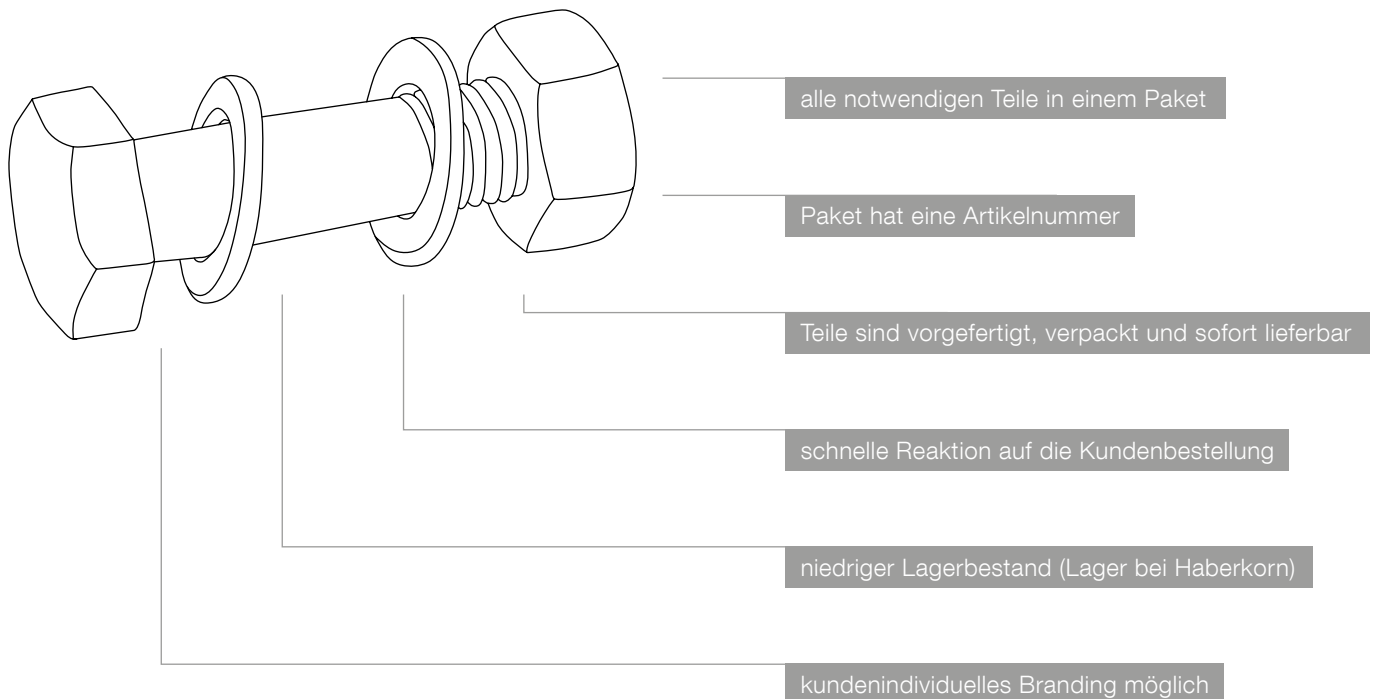 alle notwendigen Teile in einem Paket
Paket hat eine Artikelnummer
Teile sind vorgefertigt, verpackt und sofort lieferbar
schnelle Reaktion auf die Kundenbestellung
niedriger Lagerbestand (Lager bei Haberkorn)
kundenindividuelles Branding möglich